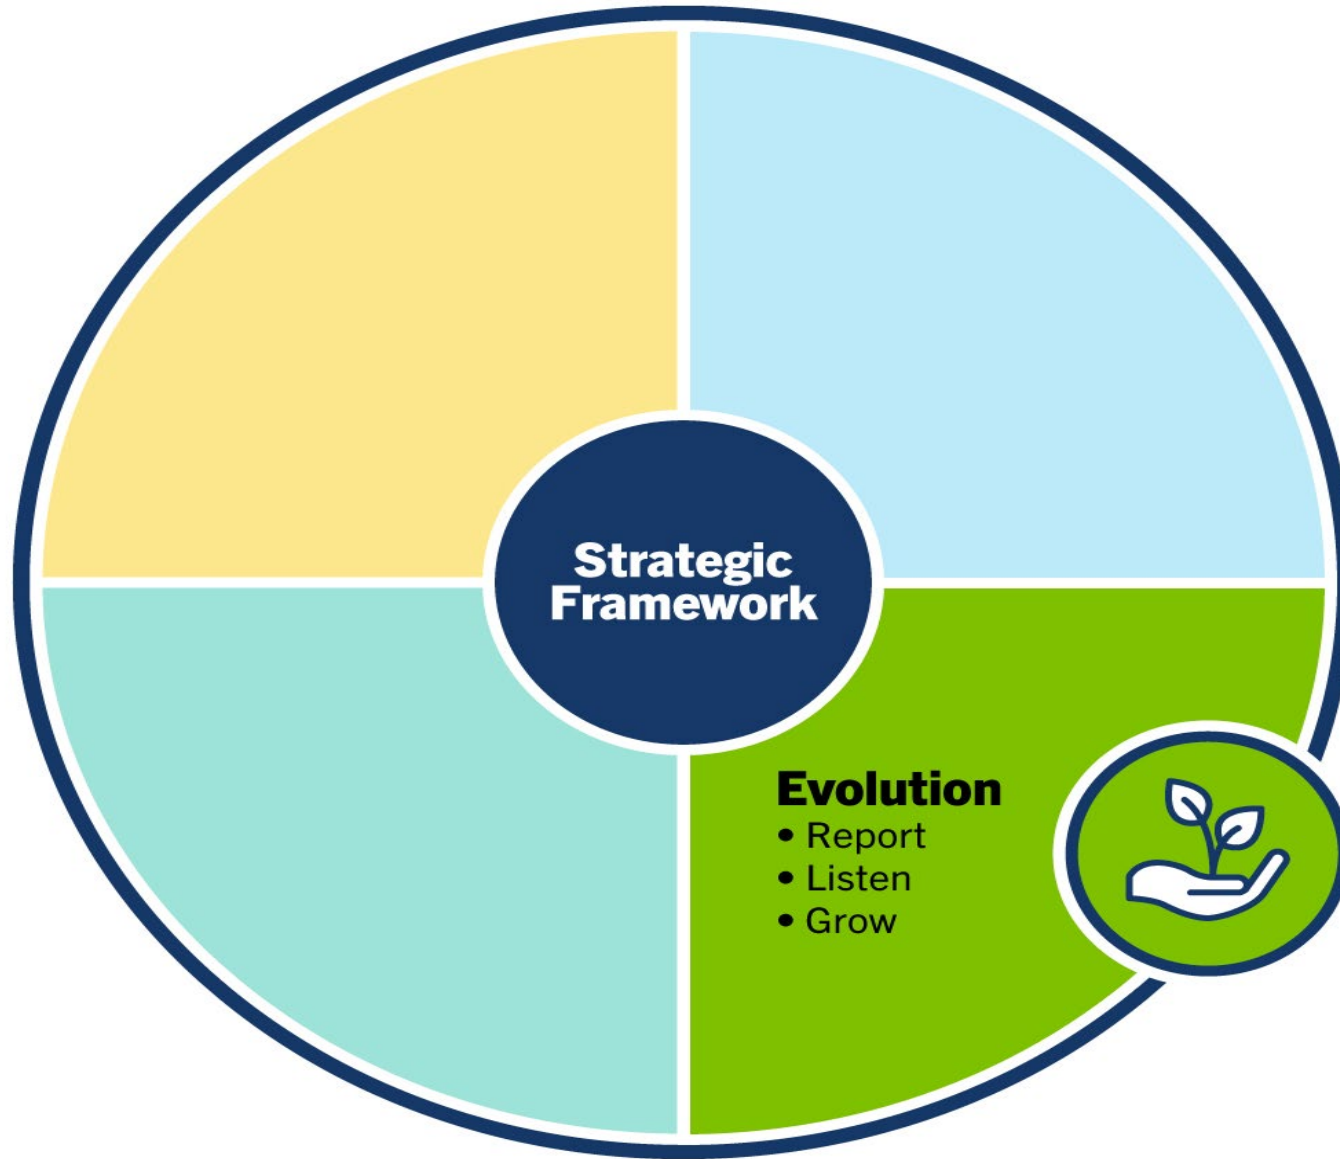 Strategic
Framework
Evolution
• Report
• Listen
• Grow